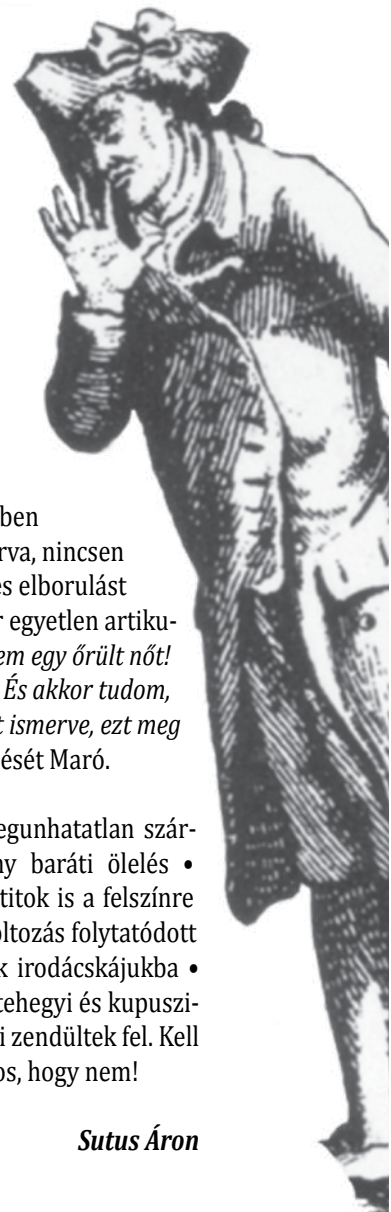 ben
rva, nincsen
es elborulást
r egyetlen artiku-
em egy őrült nőt!
És akkor tudom,
t ismerve, ezt meg
ését Maró.
egunhatatlan szár-
ny baráti ölelés •
titok is a felszínre
oltozás folytatódott
k irodácskájukba •
tehegyi és kupuszi-
i zendültek fel. Kell
os, hogy nem!
Sutus Áron